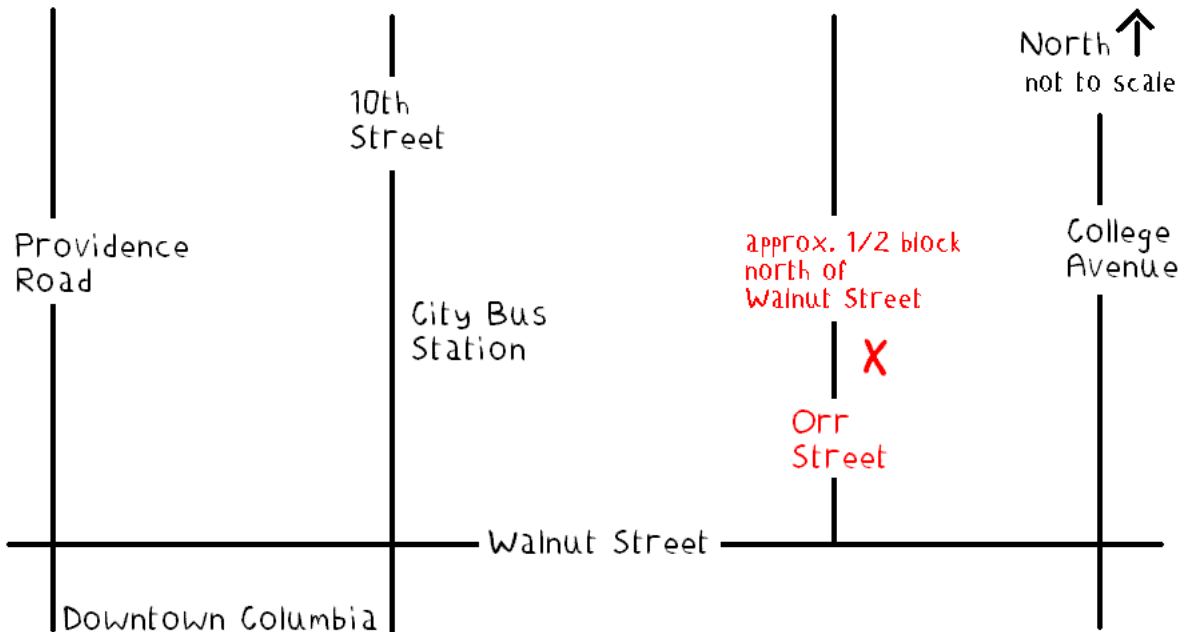 North
not to scale
10th
Street
Providence
Road
approx. 1/2 block
north of
Walnut Street
College
Avenue
City Bus
Station
X
Orr
Street
Walnut Street
Downtown Columbia